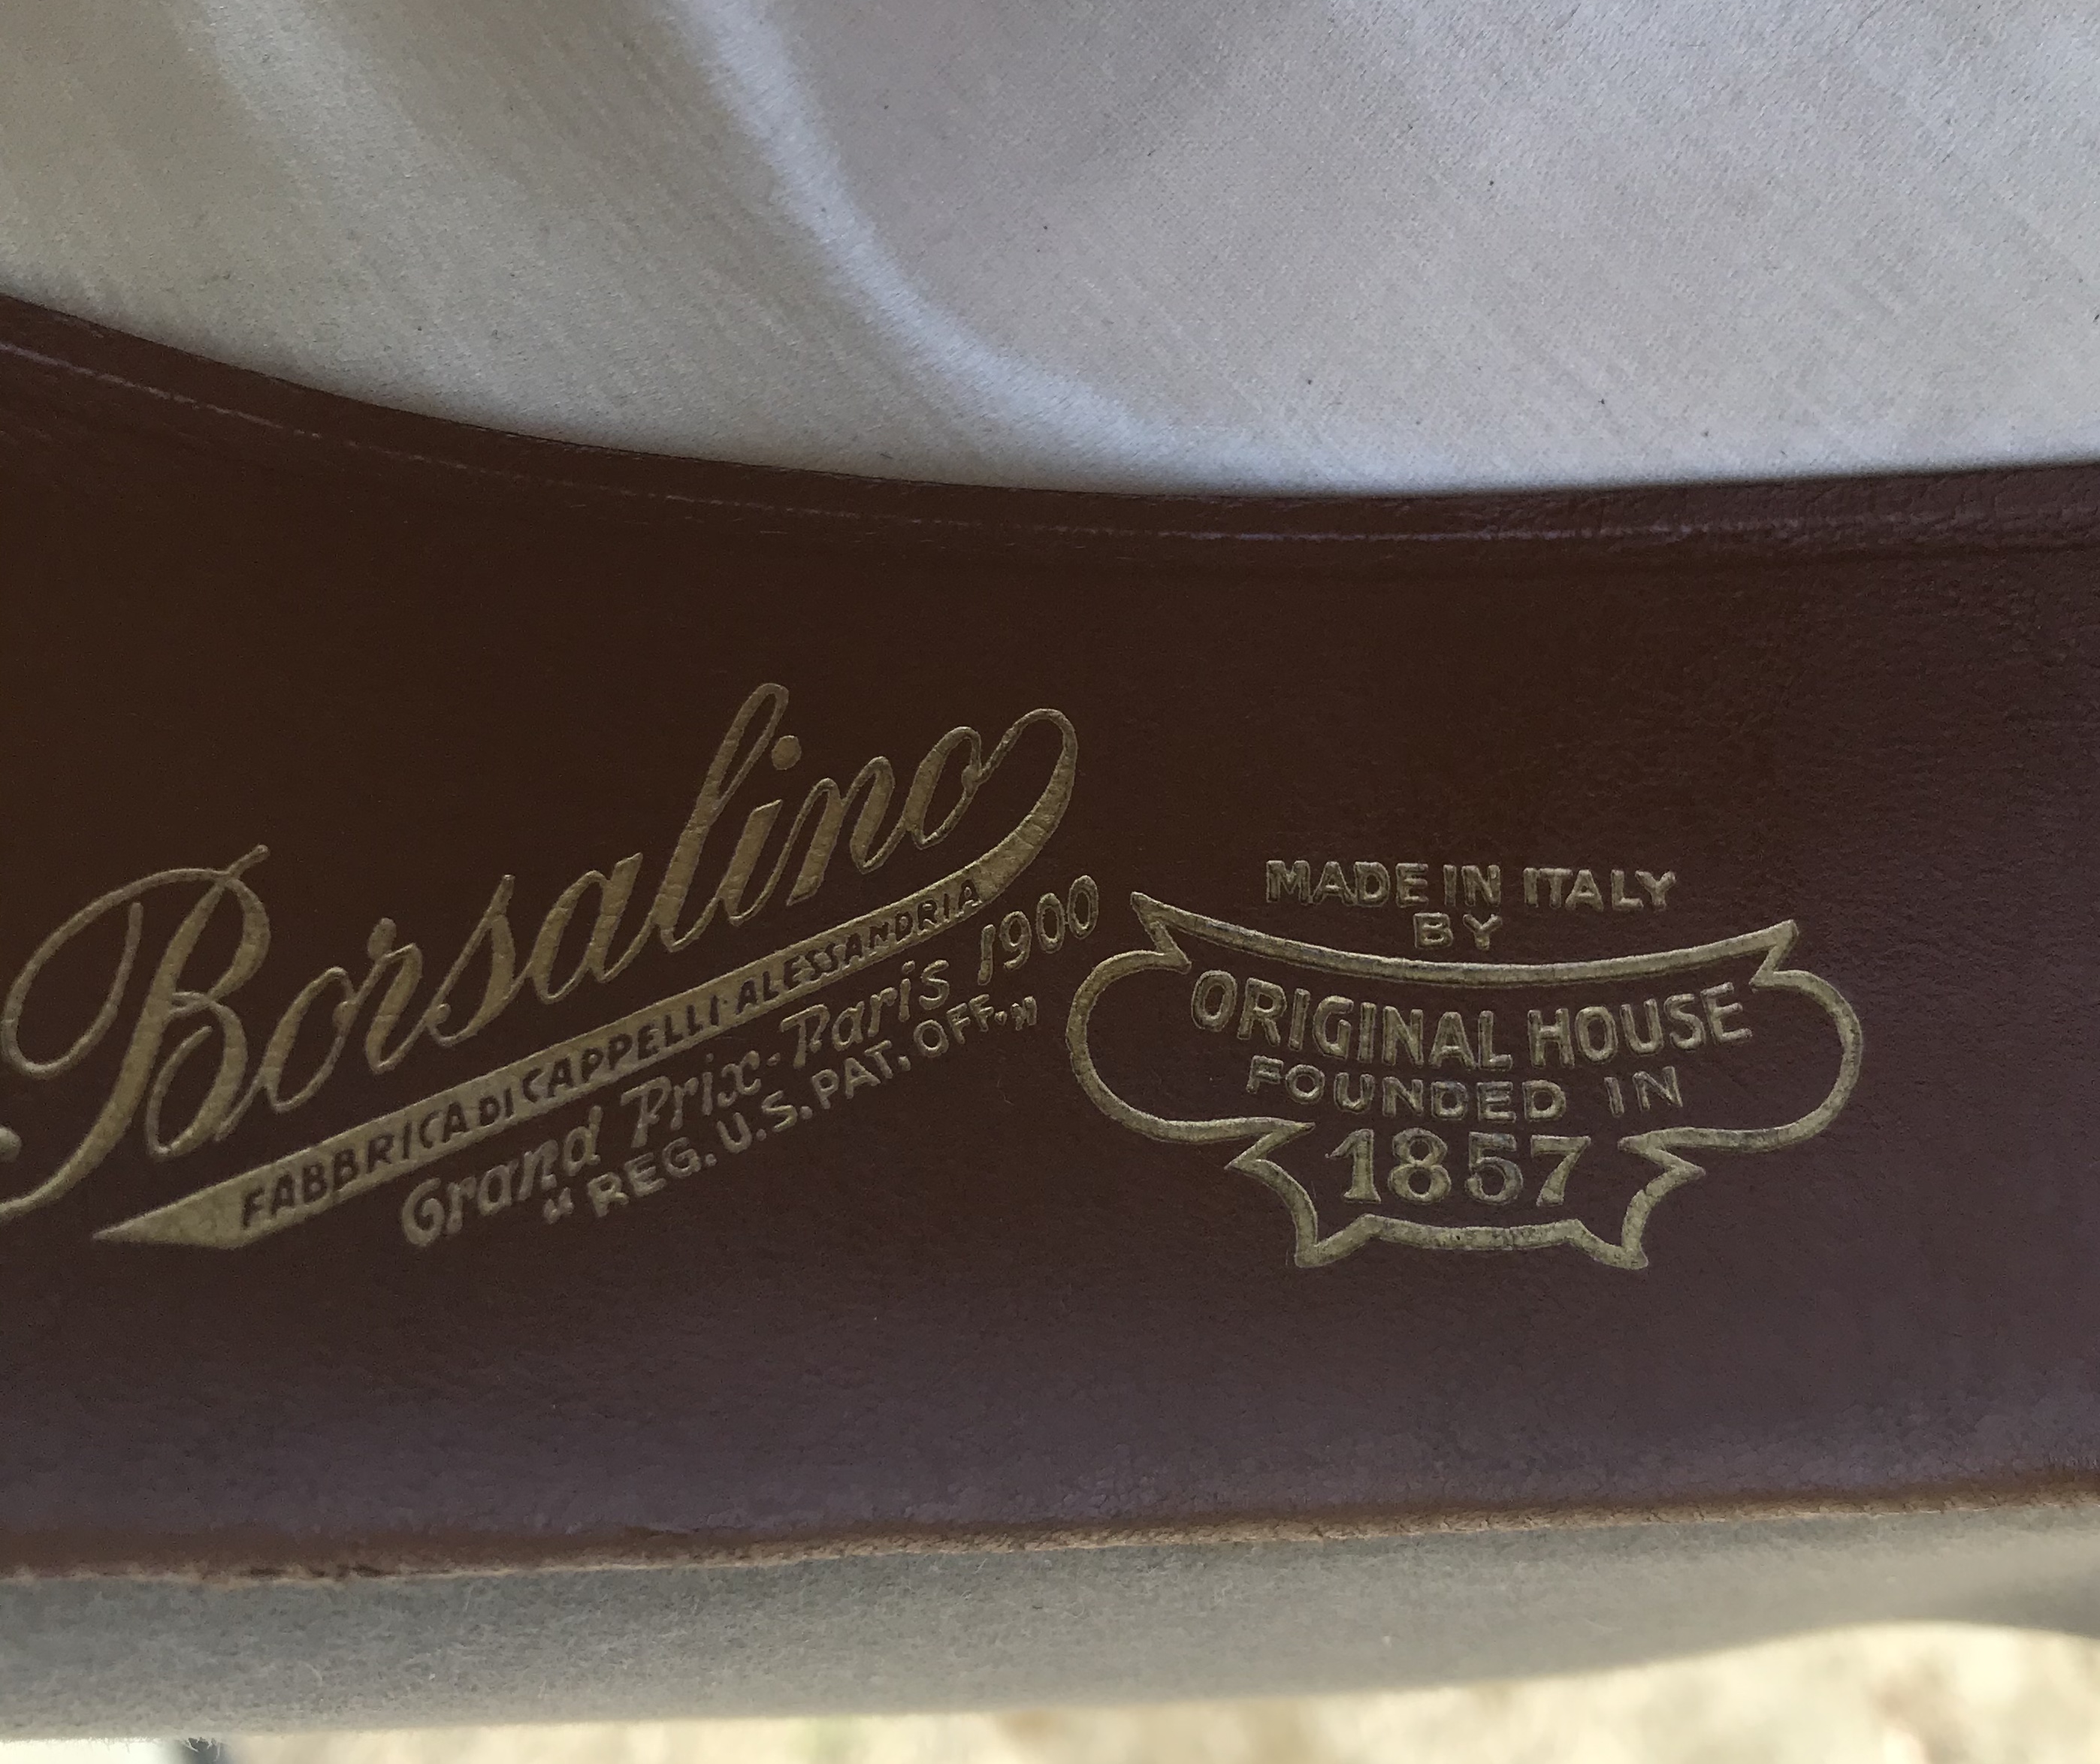 Borsalino
FABBRICA DI CAPPELLI·ALESSANDRIA
Grand Prix-Paris 1900
"REG. U.S. PAT. OFF."
MADE IN ITALY
BY
ORIGINAL HOUSE
FOUNDED IN
1857